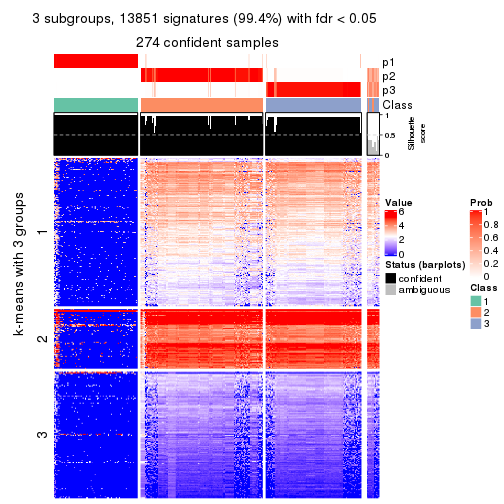 3 subgroups, 13851 signatures (99.4%) with fdr < 0.05
274 confident samples
p1
p2
p3
Class
1
0.5
0
Silhouette
score
k-means with 3 groups
1
2
3
Value
6
4
2
0
Status (barplots)
confident
ambiguous
Prob
1
0.8
0.6
0.4
0.2
0
Class
1
2
3